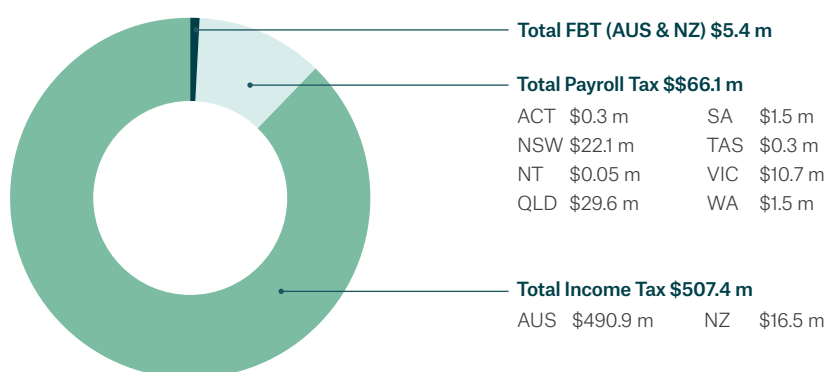 Total FBT (AUS & NZ) $5.4 m
Total Payroll Tax $$66.1 m
ACT $0.3 m SA $1.5 m
NSW $22.1 m TAS $0.3 m
NT $0.05 m VIC $10.7 m
QLD $29.6 m WA $1.5 m
Total Income Tax $507.4 m
AUS $490.9 m NZ $16.5 m